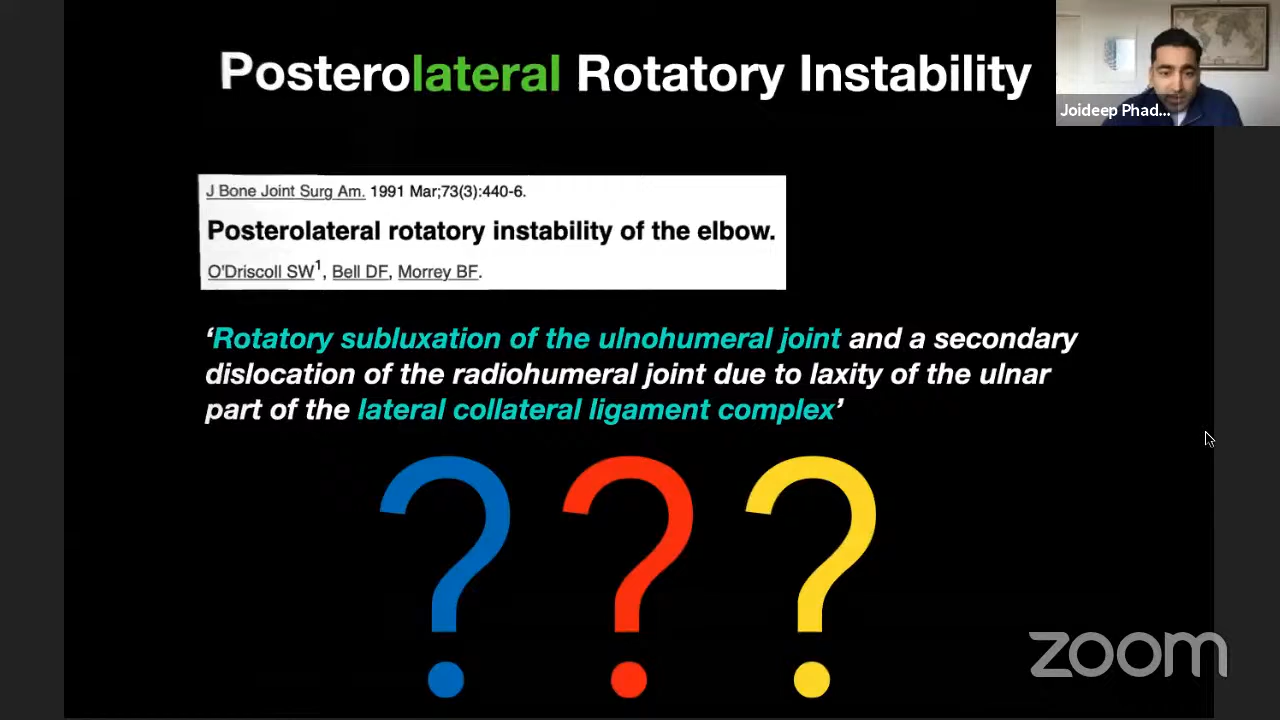 Posterolateral Rotatory Instability
Joideep Phad...
J Bone Joint Surg Am. 1991 Mar;73(3):440-6.
Posterolateral rotatory instability of the elbow.
O'Driscoll SW1, Bell DF, Morrey BF.
‘Rotatory subluxation of the ulnohumeral joint and a secondary
dislocation of the radiohumeral joint due to laxity of the ulnar
part of the lateral collateral ligament complex’
? ? ?
zoom